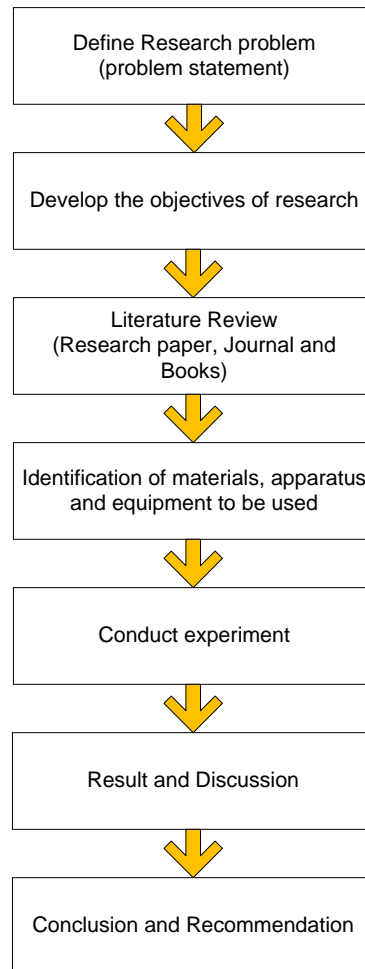 Define Research problem
(problem statement)
Develop the objectives of research
Literature Review
(Research paper, Journal and
Books)
Identification of materials, apparatus
and equipment to be used
Conduct experiment
Result and Discussion
Conclusion and Recommendation